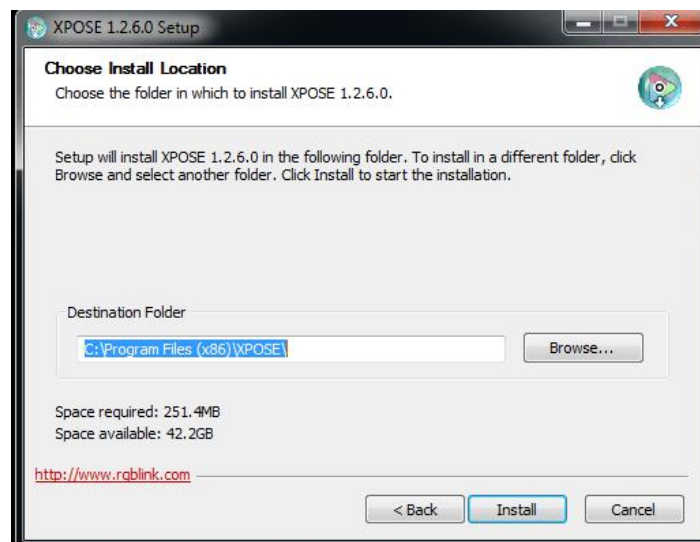 XPOSE 1.2.6.0 Setup
Choose Install Location
Choose the folder in which to install XPOSE 1.2.6.0.
Setup will install XPOSE 1.2.6.0 in the following folder. To install in a different folder, click
Browse and select another folder. Click Install to start the installation.
Destination Folder
C:\Program Files (x86)\XPOSE\
Browse...
Space required: 251.4MB
Space available: 42.2GB
http://www.rgblink.com
< Back
Install
Cancel